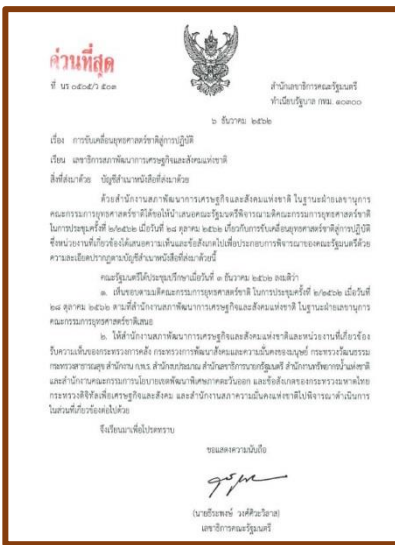 ด่วนที่สุด
ที่ นร ๐๕๐๕/ว ๕๐๓
สำนักเลขาธิการคณะรัฐมนตรี
ทำเนียบรัฐบาล กทม. ๑๐๓๐๐
๖ ธันวาคม ๒๕๖๒
เรื่อง การขับเคลื่อนยุทธศาสตร์ชาติสู่การปฏิบัติ
เรียน เลขาธิการสภาพัฒนาการเศรษฐกิจและสังคมแห่งชาติ
สิ่งที่ส่งมาด้วย บัญชีสำเนาหนังสือที่ส่งมาด้วย
ด้วยสำนักงานสภาพัฒนาการเศรษฐกิจและสังคมแห่งชาติ ในฐานะฝ่ายเลขานุการ
คณะกรรมการยุทธศาสตร์ชาติได้ขอให้นำเสนอคณะรัฐมนตรีพิจารณามติคณะกรรมการยุทธศาสตร์ชาติ
ในการประชุมครั้งที่ ๒/๒๕๖๒ เมื่อวันที่ ๒๘ ตุลาคม ๒๕๖๒ เกี่ยวกับการขับเคลื่อนยุทธศาสตร์ชาติสู่การปฏิบัติ
ซึ่งหน่วยงานที่เกี่ยวข้องได้เสนอความเห็นและข้อสังเกตไปเพื่อประกอบการพิจารณาของคณะรัฐมนตรีด้วย
ความละเอียดปรากฏตามบัญชีสำเนาหนังสือที่ส่งมาด้วยนี้
คณะรัฐมนตรีได้ประชุมปรึกษาเมื่อวันที่ ๓ ธันวาคม ๒๕๖๒ ลงมติว่า
๑. เห็นชอบตามมติคณะกรรมการยุทธศาสตร์ชาติ ในการประชุมครั้งที่ ๒/๒๕๖๒ เมื่อวันที่
๒๘ ตุลาคม ๒๕๖๒ ตามที่สำนักงานสภาพัฒนาการเศรษฐกิจและสังคมแห่งชาติ ในฐานะฝ่ายเลขานุการ
คณะกรรมการยุทธศาสตร์ชาติเสนอ
๒. ให้สำนักงานสภาพัฒนาการเศรษฐกิจและสังคมแห่งชาติและหน่วยงานที่เกี่ยวข้อง
รับความเห็นของกระทรวงการคลัง กระทรวงการพัฒนาสังคมและความมั่นคงของมนุษย์ กระทรวงวัฒนธรรม
กระทรวงสาธารณสุข สำนักงาน ก.พ.ร. สำนักงบประมาณ สำนักเลขาธิการนายกรัฐมนตรี สำนักงานทรัพยากรน้ำแห่งชาติ
และสำนักงานคณะกรรมการนโยบายเขตพัฒนาพิเศษภาคตะวันออก และข้อสังเกตของกระทรวงมหาดไทย
กระทรวงดิจิทัลเพื่อเศรษฐกิจและสังคม และสำนักงานสภาความมั่นคงแห่งชาติไปพิจารณาดำเนินการ
ในส่วนที่เกี่ยวข้องต่อไปด้วย
จึงเรียนมาเพื่อโปรดทราบ
ขอแสดงความนับถือ
(นายธีระพงษ์ วงศ์ศิวะวิลาส)
เลขาธิการคณะรัฐมนตรี